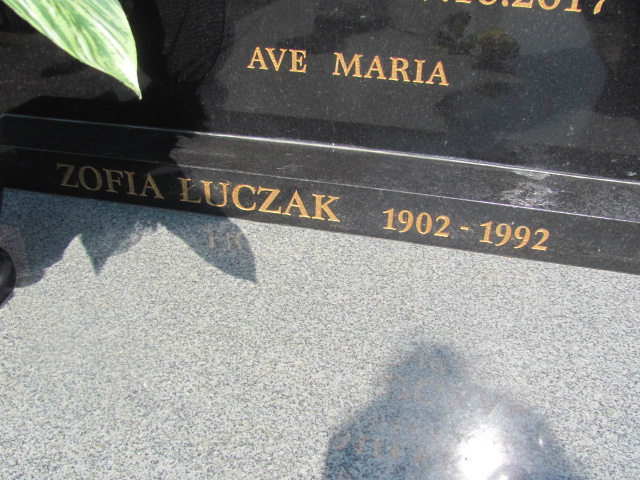 AVE MARIA
ZOFIA ŁUCZAK 1902 - 1992